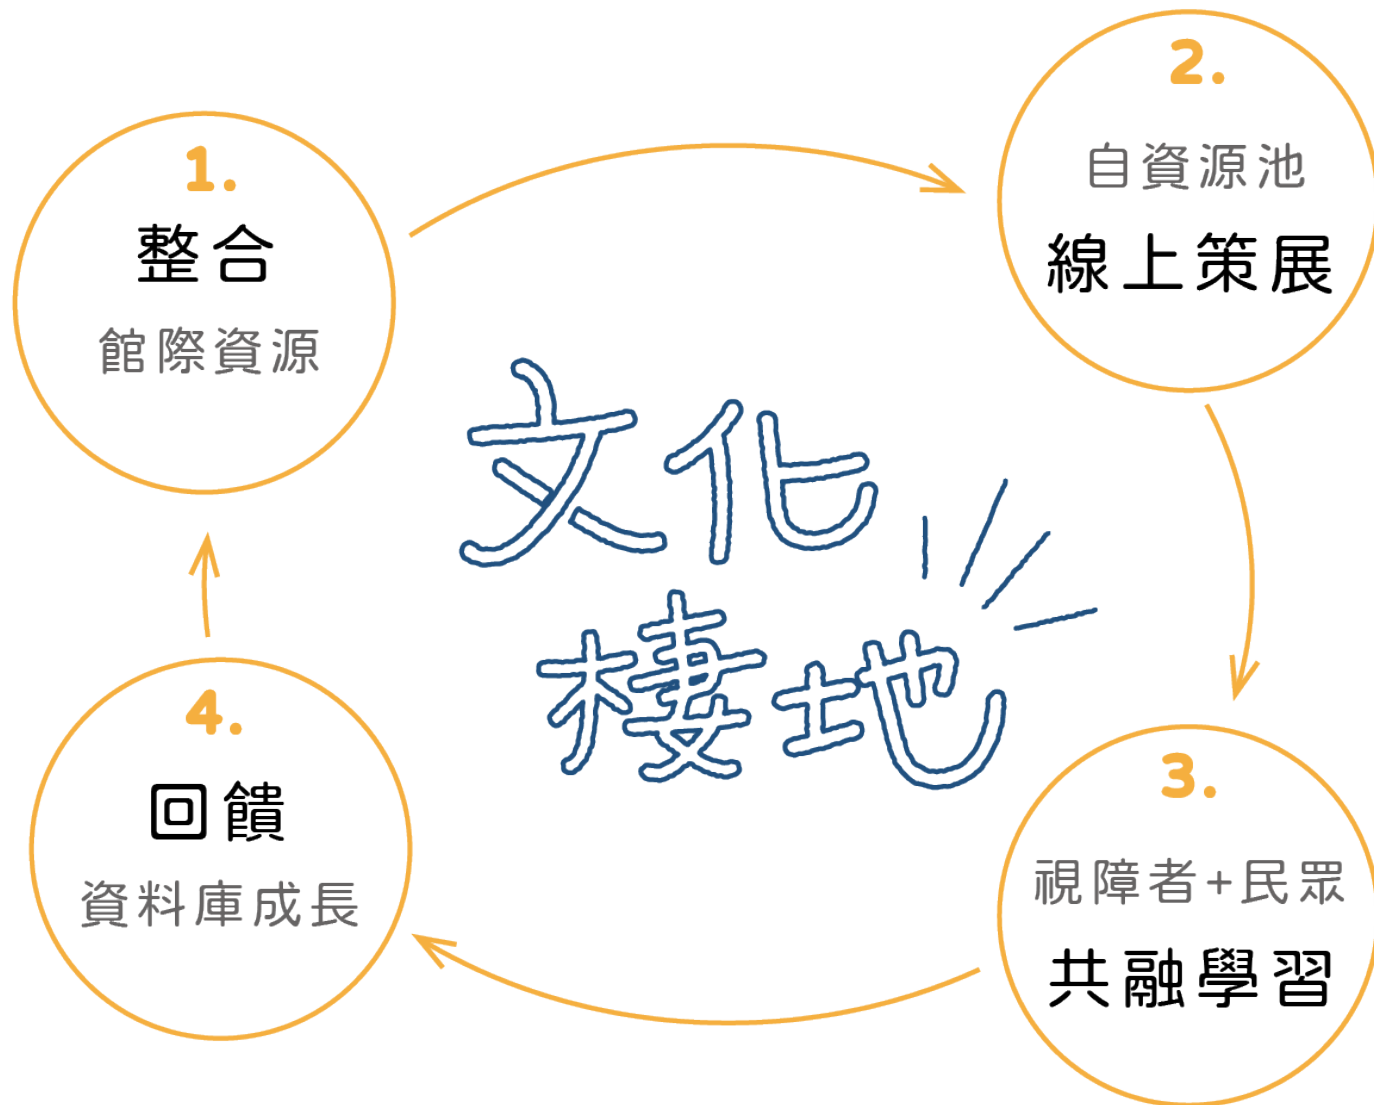 1.
整合
館際資源
2.
自資源池
線上策展
文化
棲地
3.
視障者+民眾
共融學習
4.
回饋
資料庫成長